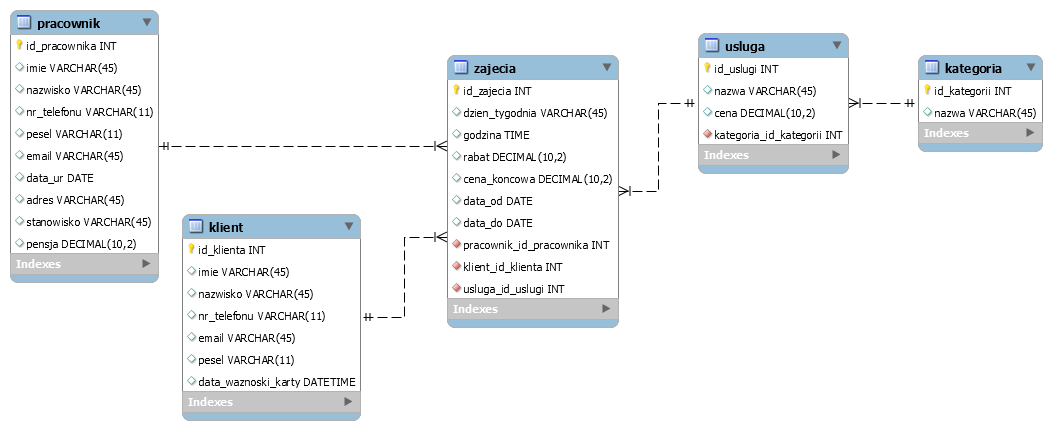 pracownik
id_pracownika INT
imie VARCHAR(45)
nazwisko VARCHAR(45)
nr_telefonu VARCHAR(11)
pesel VARCHAR(11)
email VARCHAR(45)
data_ur DATE
adres VARCHAR(45)
stanowisko VARCHAR(45)
pensja DECIMAL(10,2)
Indexes
klient
id_klienta INT
imie VARCHAR(45)
nazwisko VARCHAR(45)
nr_telefonu VARCHAR(11)
email VARCHAR(45)
pesel VARCHAR(11)
data_waznoski_karty DATETIME
Indexes
zajecia
id_zajecia INT
dzien_tygodnia VARCHAR(45)
godzina TIME
rabat DECIMAL(10,2)
cena_koncowa DECIMAL(10,2)
data_od DATE
data_do DATE
pracownik_id_pracownika INT
klient_id_klienta INT
usluga_id_uslugi INT
Indexes
usluga
id_uslugi INT
nazwa VARCHAR(45)
cena DECIMAL(10,2)
kategoria_id_kategorii INT
Indexes
kategoria
id_kategorii INT
nazwa VARCHAR(45)
Indexes